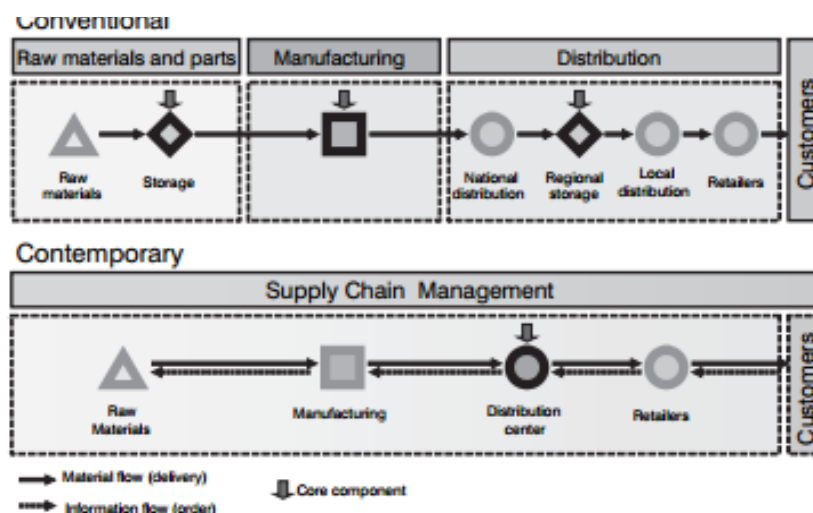 Conventional
Raw materials and parts
Manufacturing
Distribution
Customers
Raw
materials
Storage
National
distribution
Regional
storage
Local
distribution
Retailers
Contemporary
Supply Chain Management
Customers
Raw
Materials
Manufacturing
Distribution
center
Retailers
Material flow (delivery)
Core component
Information flow (order)